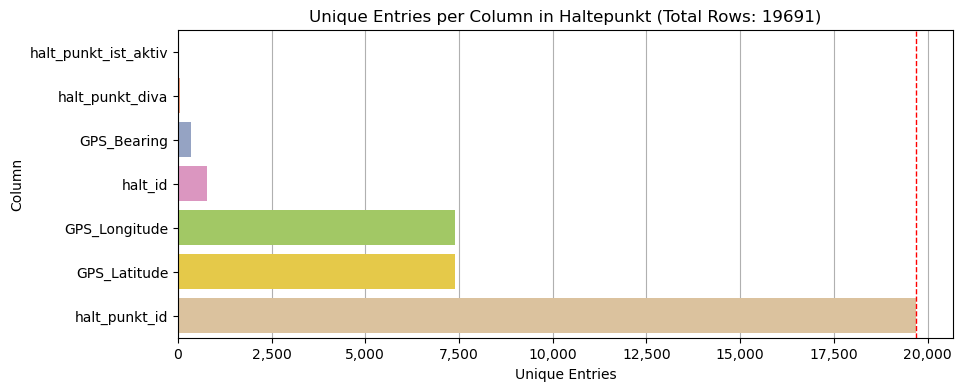 Unique Entries per Column in Haltepunkt (Total Rows: 19691)
Column
halt_punkt_ist_aktiv
halt_punkt_diva
GPS_Bearing
halt_id
GPS_Longitude
GPS_Latitude
halt_punkt_id
0 2,500 5,000 7,500 10,000 12,500 15,000 17,500 20,000
Unique Entries